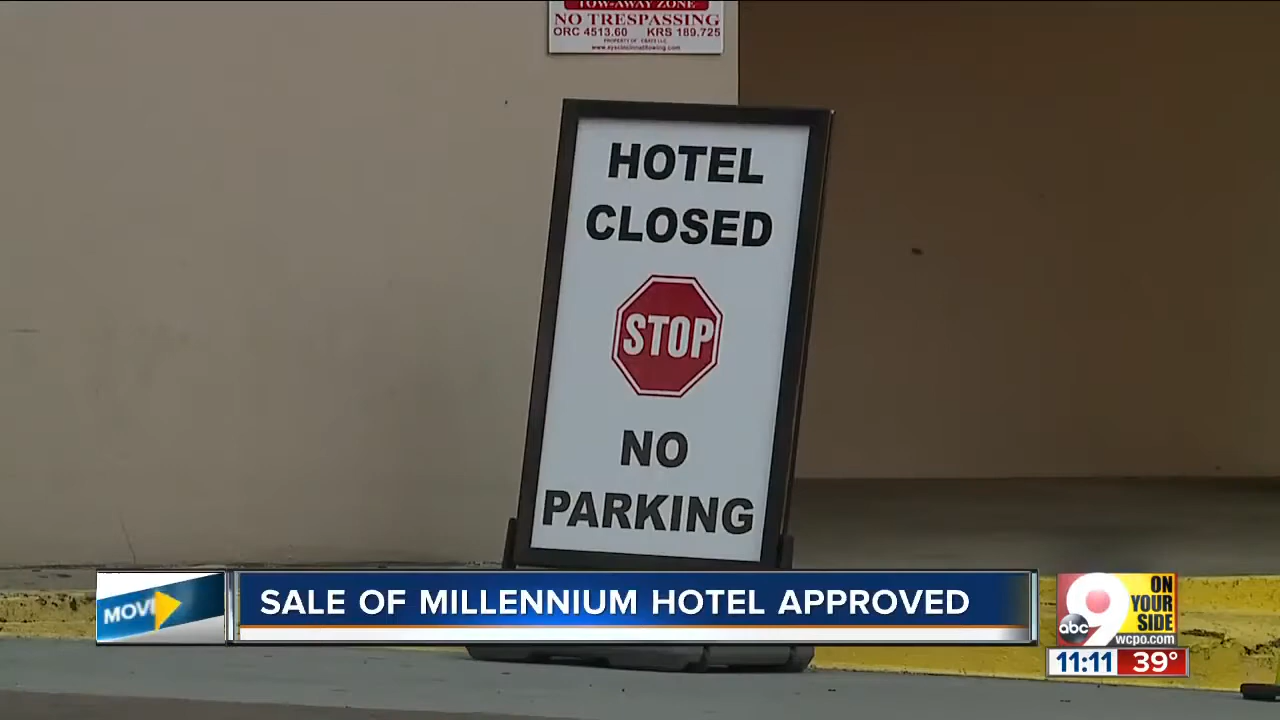 TOW-AWAY ZONE
NO TRESPASSING
ORC 4513.60 KRS 189.725
HOTEL
CLOSED
STOP
NO
PARKING
SALE OF MILLENNIUM HOTEL APPROVED
ON
YOUR
SIDE
abc 9
wcpo.com
11:11 39°